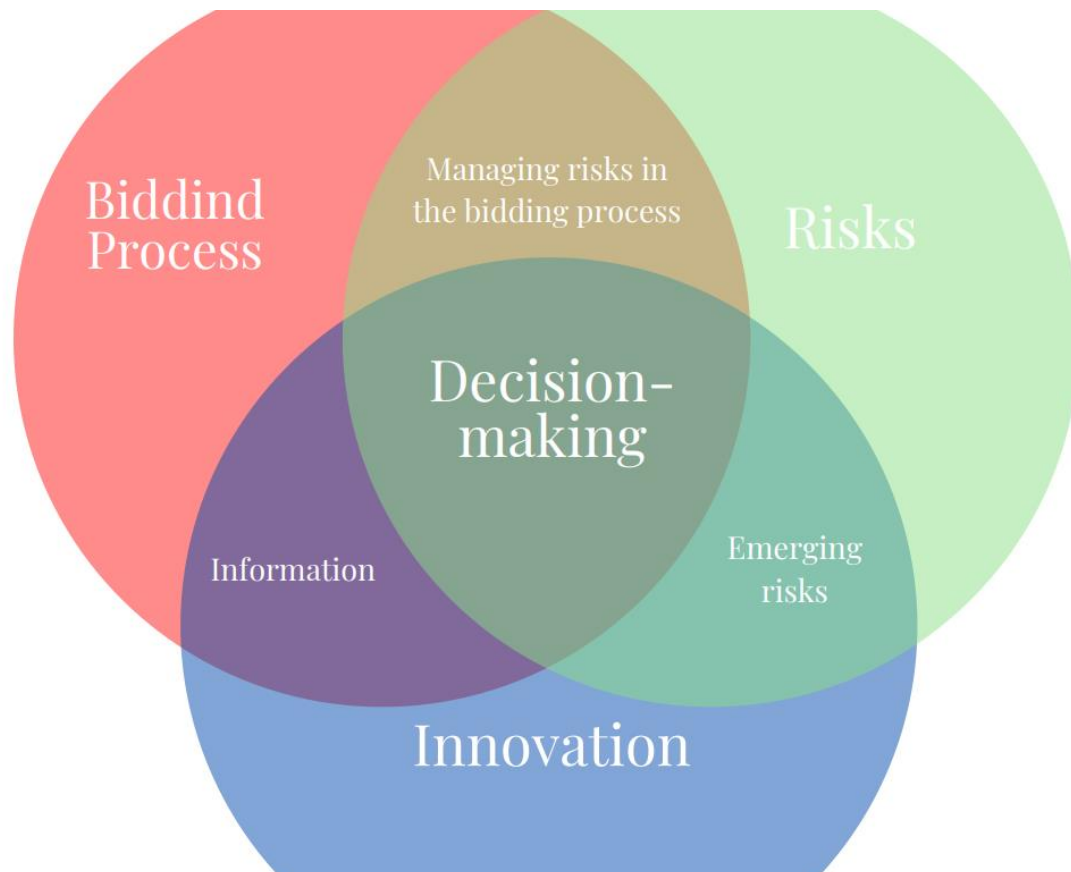 Managing risks in
the bidding process
Biddind
Process
Risks
Decision-
making
Information
Emerging
risks
Innovation